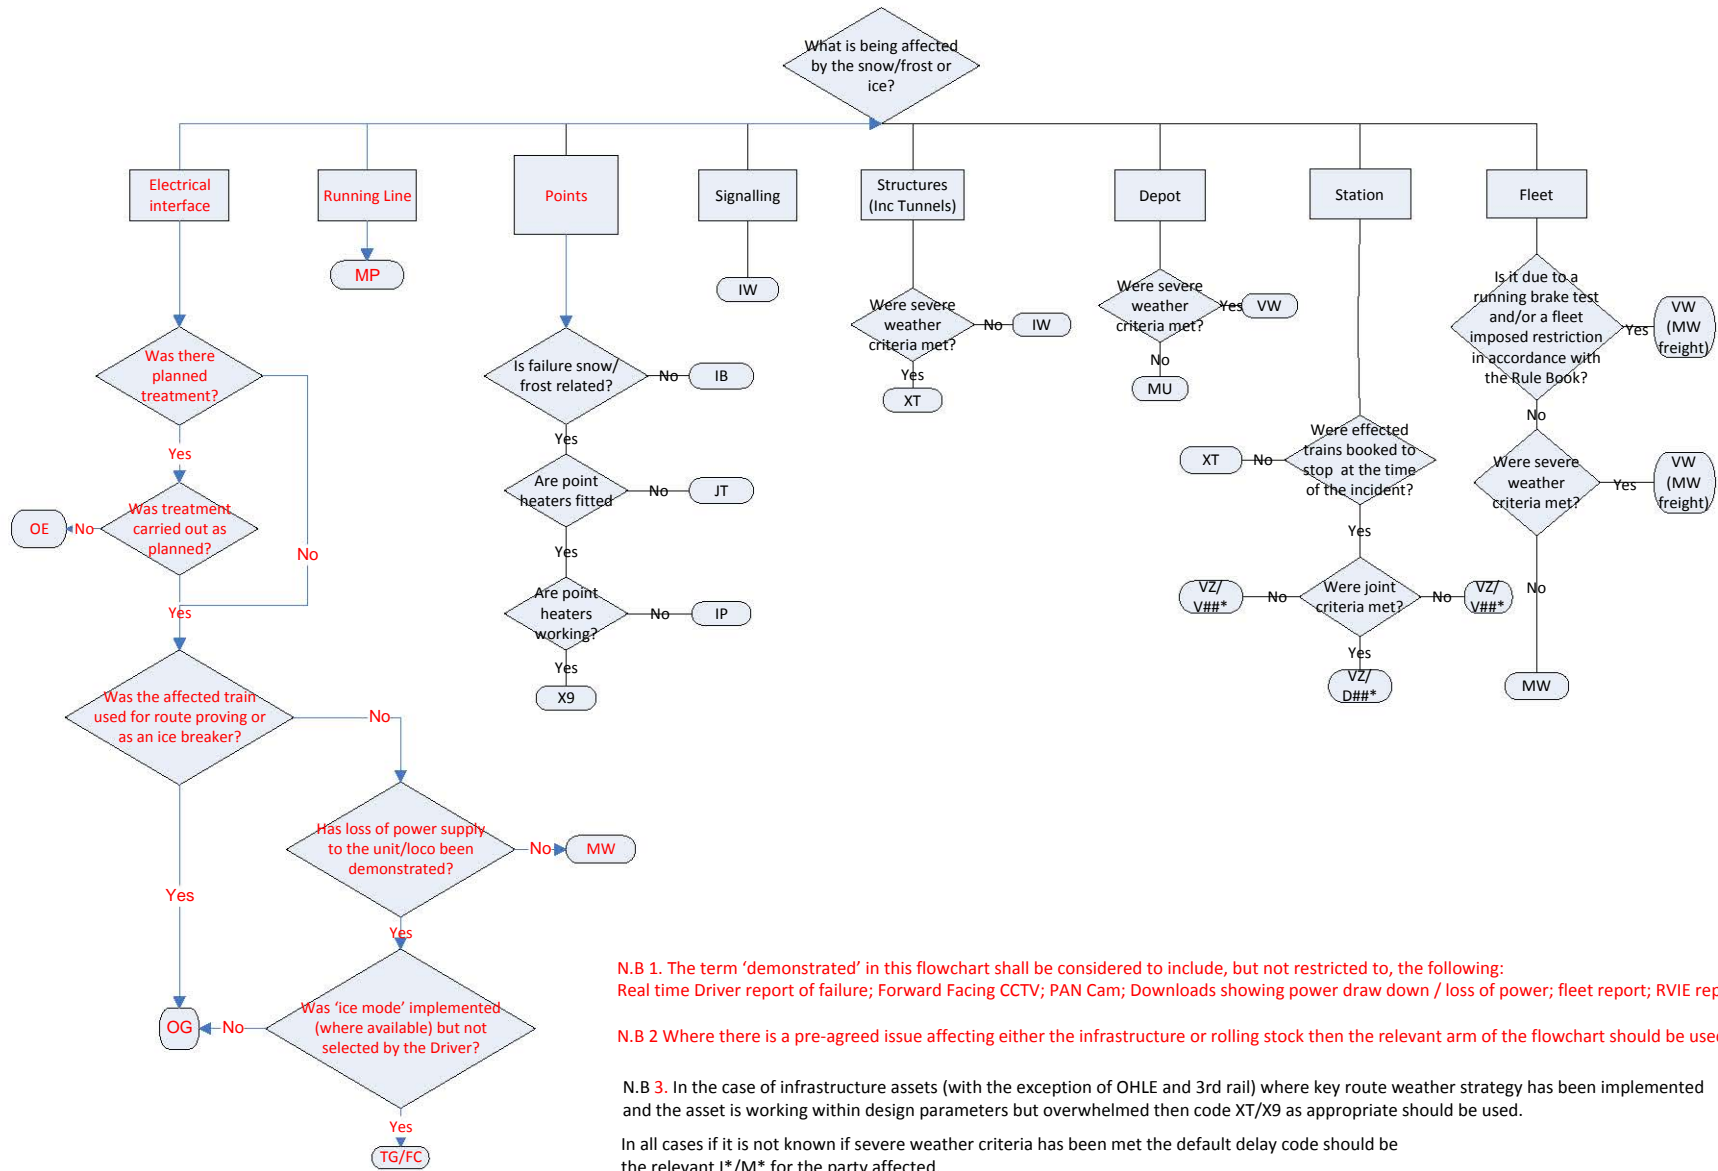 What is being affected
by the snow/frost or
ice?
Electrical
interface
Running Line
Points
Signalling
Structures
(Inc Tunnels)
Depot
Station
Fleet
MP
IW
Were severe
weather
criteria met?
No
IW
Yes
XT
Were severe
weather
criteria met?
Yes
VW
No
MU
Is it due to a
running brake test
and/or a fleet
imposed restriction
in accordance with
the Rule Book?
Yes
VW
(MW
freight)
No
Were severe
weather
criteria met?
Yes
VW
(MW
freight)
No
MW
Were effected
trains booked to
stop at the time
of the incident?
No
XT
Yes
Were joint
criteria met?
No
VZ/
V##*
No
VZ/
V##*
Yes
VZ/
D##*
Is failure snow/
frost related?
No
IB
Yes
Are point
heaters fitted
No
JT
Yes
Are point
heaters
working?
No
IP
Yes
X9
Was there
planned
treatment?
Yes
No
Was treatment
carried out as
planned?
No
OE
Yes
Was the affected train
used for route proving or
as an ice breaker?
No
Yes
Has loss of power supply
to the unit/loco been
demonstrated?
No
MW
Yes
Was 'ice mode' implemented
(where available) but not
selected by the Driver?
No
OG
Yes
TG/FC
N.B 1. The term 'demonstrated' in this flowchart shall be considered to include, but not restricted to, the following:
Real time Driver report of failure; Forward Facing CCTV; PAN Cam; Downloads showing power draw down / loss of power; fleet report; RVIE rep
N.B 2 Where there is a pre-agreed issue affecting either the infrastructure or rolling stock then the relevant arm of the flowchart should be used
N.B 3. In the case of infrastructure assets (with the exception of OHLE and 3rd rail) where key route weather strategy has been implemented
and the asset is working within design parameters but overwhelmed then code XT/X9 as appropriate should be used.
In all cases if it is not known if severe weather criteria has been met the default delay code should be
the relevant I*/M* for the party affected